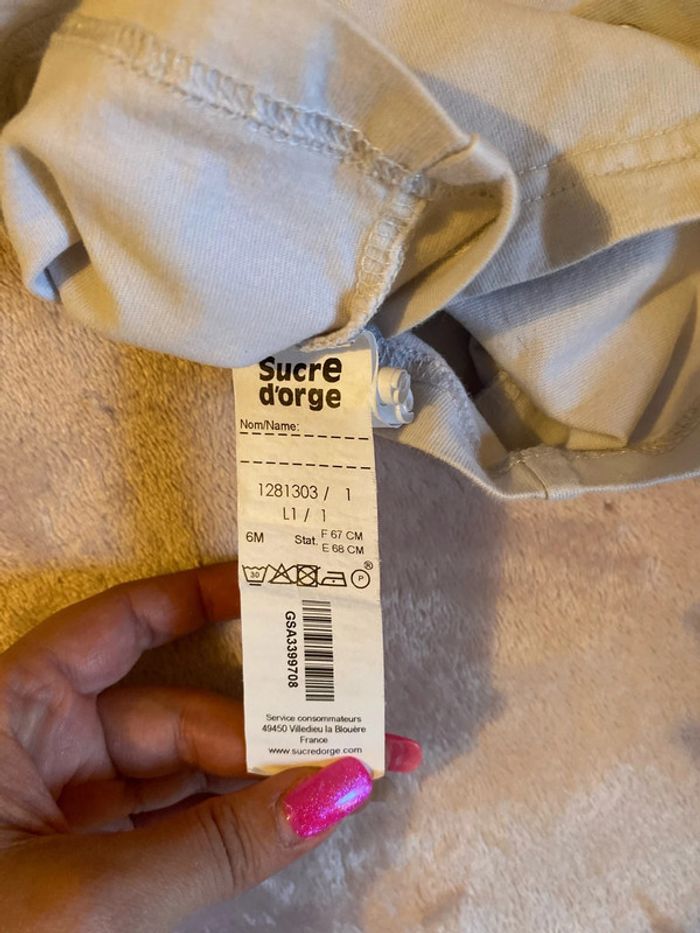 Sucre
d'orge
Nom/Name:
1281303 / 1
L1 / 1
6M Stat. F 67 CM
E 68 CM
30 P ®
GSA3399708
Service consommateurs
49450 Villedieu la Blouère
France
www.sucredorge.com